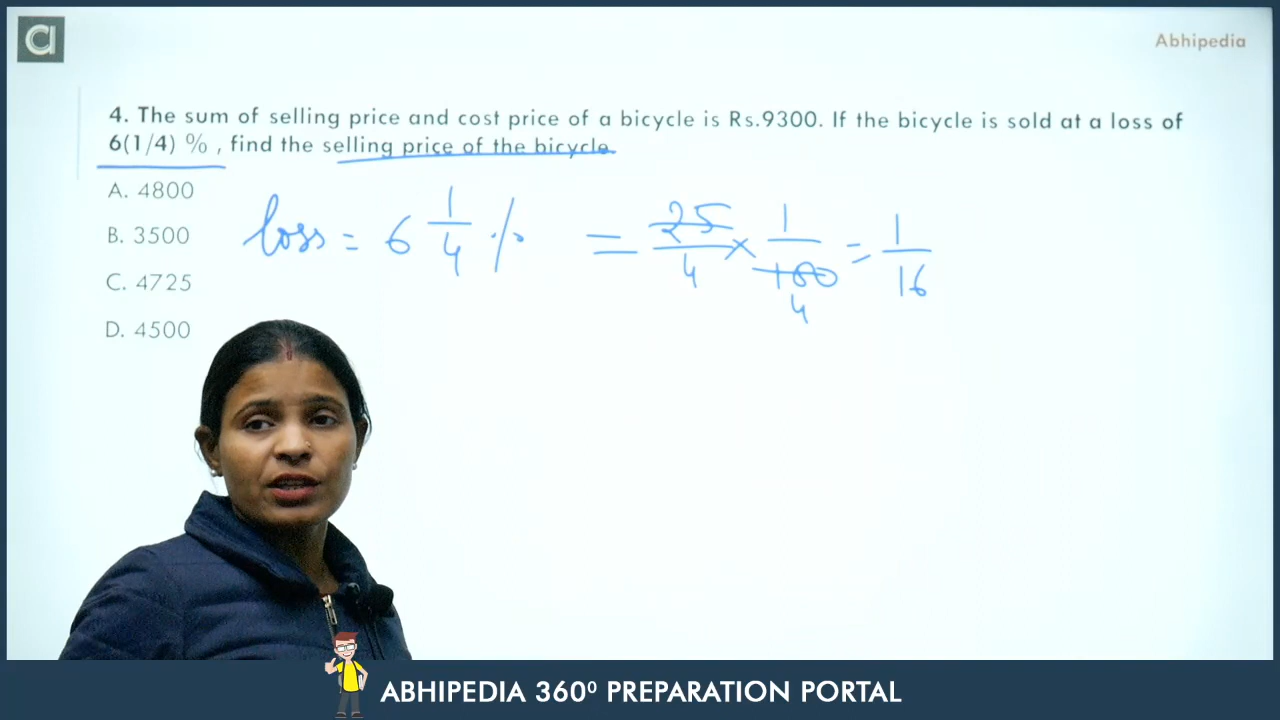 Abhipedia
4. The sum of selling price and cost price of a bicycle is Rs.9300. If the bicycle is sold at a loss of
6(1/4) % , find the selling price of the bicycle.
A. 4800
B. 3500
C. 4725
D. 4500
loss = 6 1/4 % = 25/4 × 1/100 = 1/16
4
ABHIPEDIA 360⁰ PREPARATION PORTAL